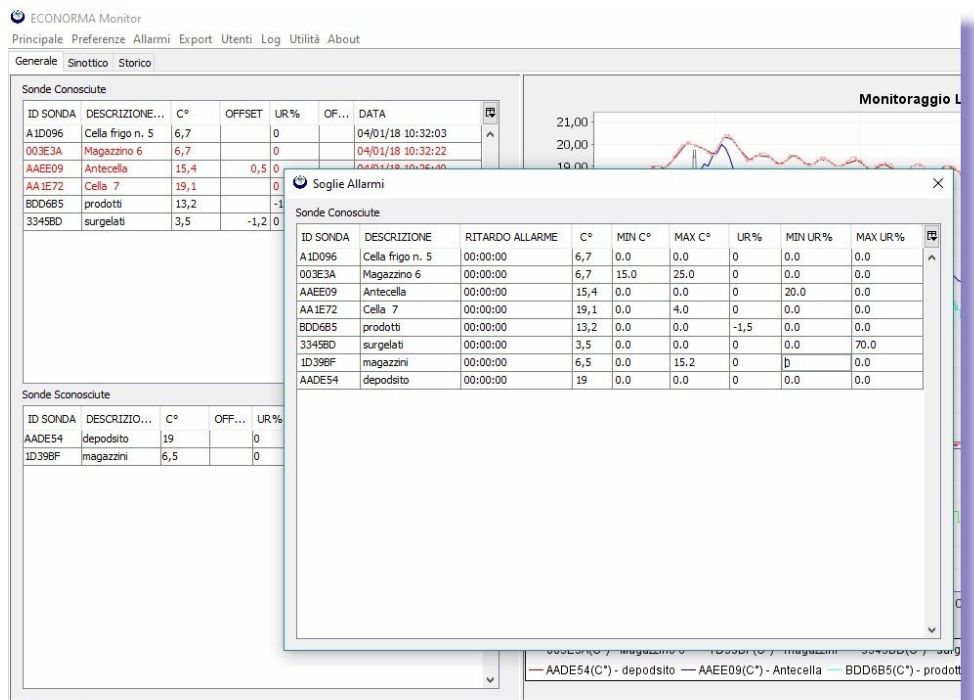 ECONORMA Monitor
Principale Preferenze Allarmi Export Utenti Log Utilità About
Generale Sinottico Storico
Sonde Conosciute
ID SONDA DESCRIZIONE... C° OFFSET UR% OF... DATA
A1D096 Cella frigo n. 5 6,7 0 04/01/18 10:32:03
003E3A Magazzino 6 6,7 0 04/01/18 10:32:22
AAEE09 Antecella 15,4 0,5 0 04/01/18 10:26:49
AA1E72 Cella 7 19,1 0
BDD6B5 prodotti 13,2 -1
3345BD surgelati 3,5 -1,2 0
Sonde Sconosciute
ID SONDA DESCRIZIO... C° OFF... UR%
AADE54 depodsito 19 0
1D39BF magazzini 6,5 0
Monitoraggio L
21,00
20,00
19,00
Soglie Allarmi
Sonde Conosciute
ID SONDA DESCRIZIONE RITARDO ALLARME C° MIN C° MAX C° UR% MIN UR% MAX UR%
A1D096 Cella frigo n. 5 00:00:00 6,7 0.0 0.0 0 0.0 0.0
003E3A Magazzino 6 00:00:00 6,7 15.0 25.0 0 0.0 0.0
AAEE09 Antecella 00:00:00 15,4 0.0 0.0 0 20.0 0.0
AA1E72 Cella 7 00:00:00 19,1 0.0 4.0 0 0.0 0.0
BDD6B5 prodotti 00:00:00 13,2 0.0 0.0 -1,5 0.0 0.0
3345BD surgelati 00:00:00 3,5 0.0 0.0 0 0.0 70.0
1D39BF magazzini 00:00:00 6,5 0.0 15.2 0 0.0
AADE54 depodsito 00:00:00 19 0.0 0.0 0 0.0 0.0
AADE54(C°) - depodsito AAEE09(C°) - Antecella BDD6B5(C°) - prodott